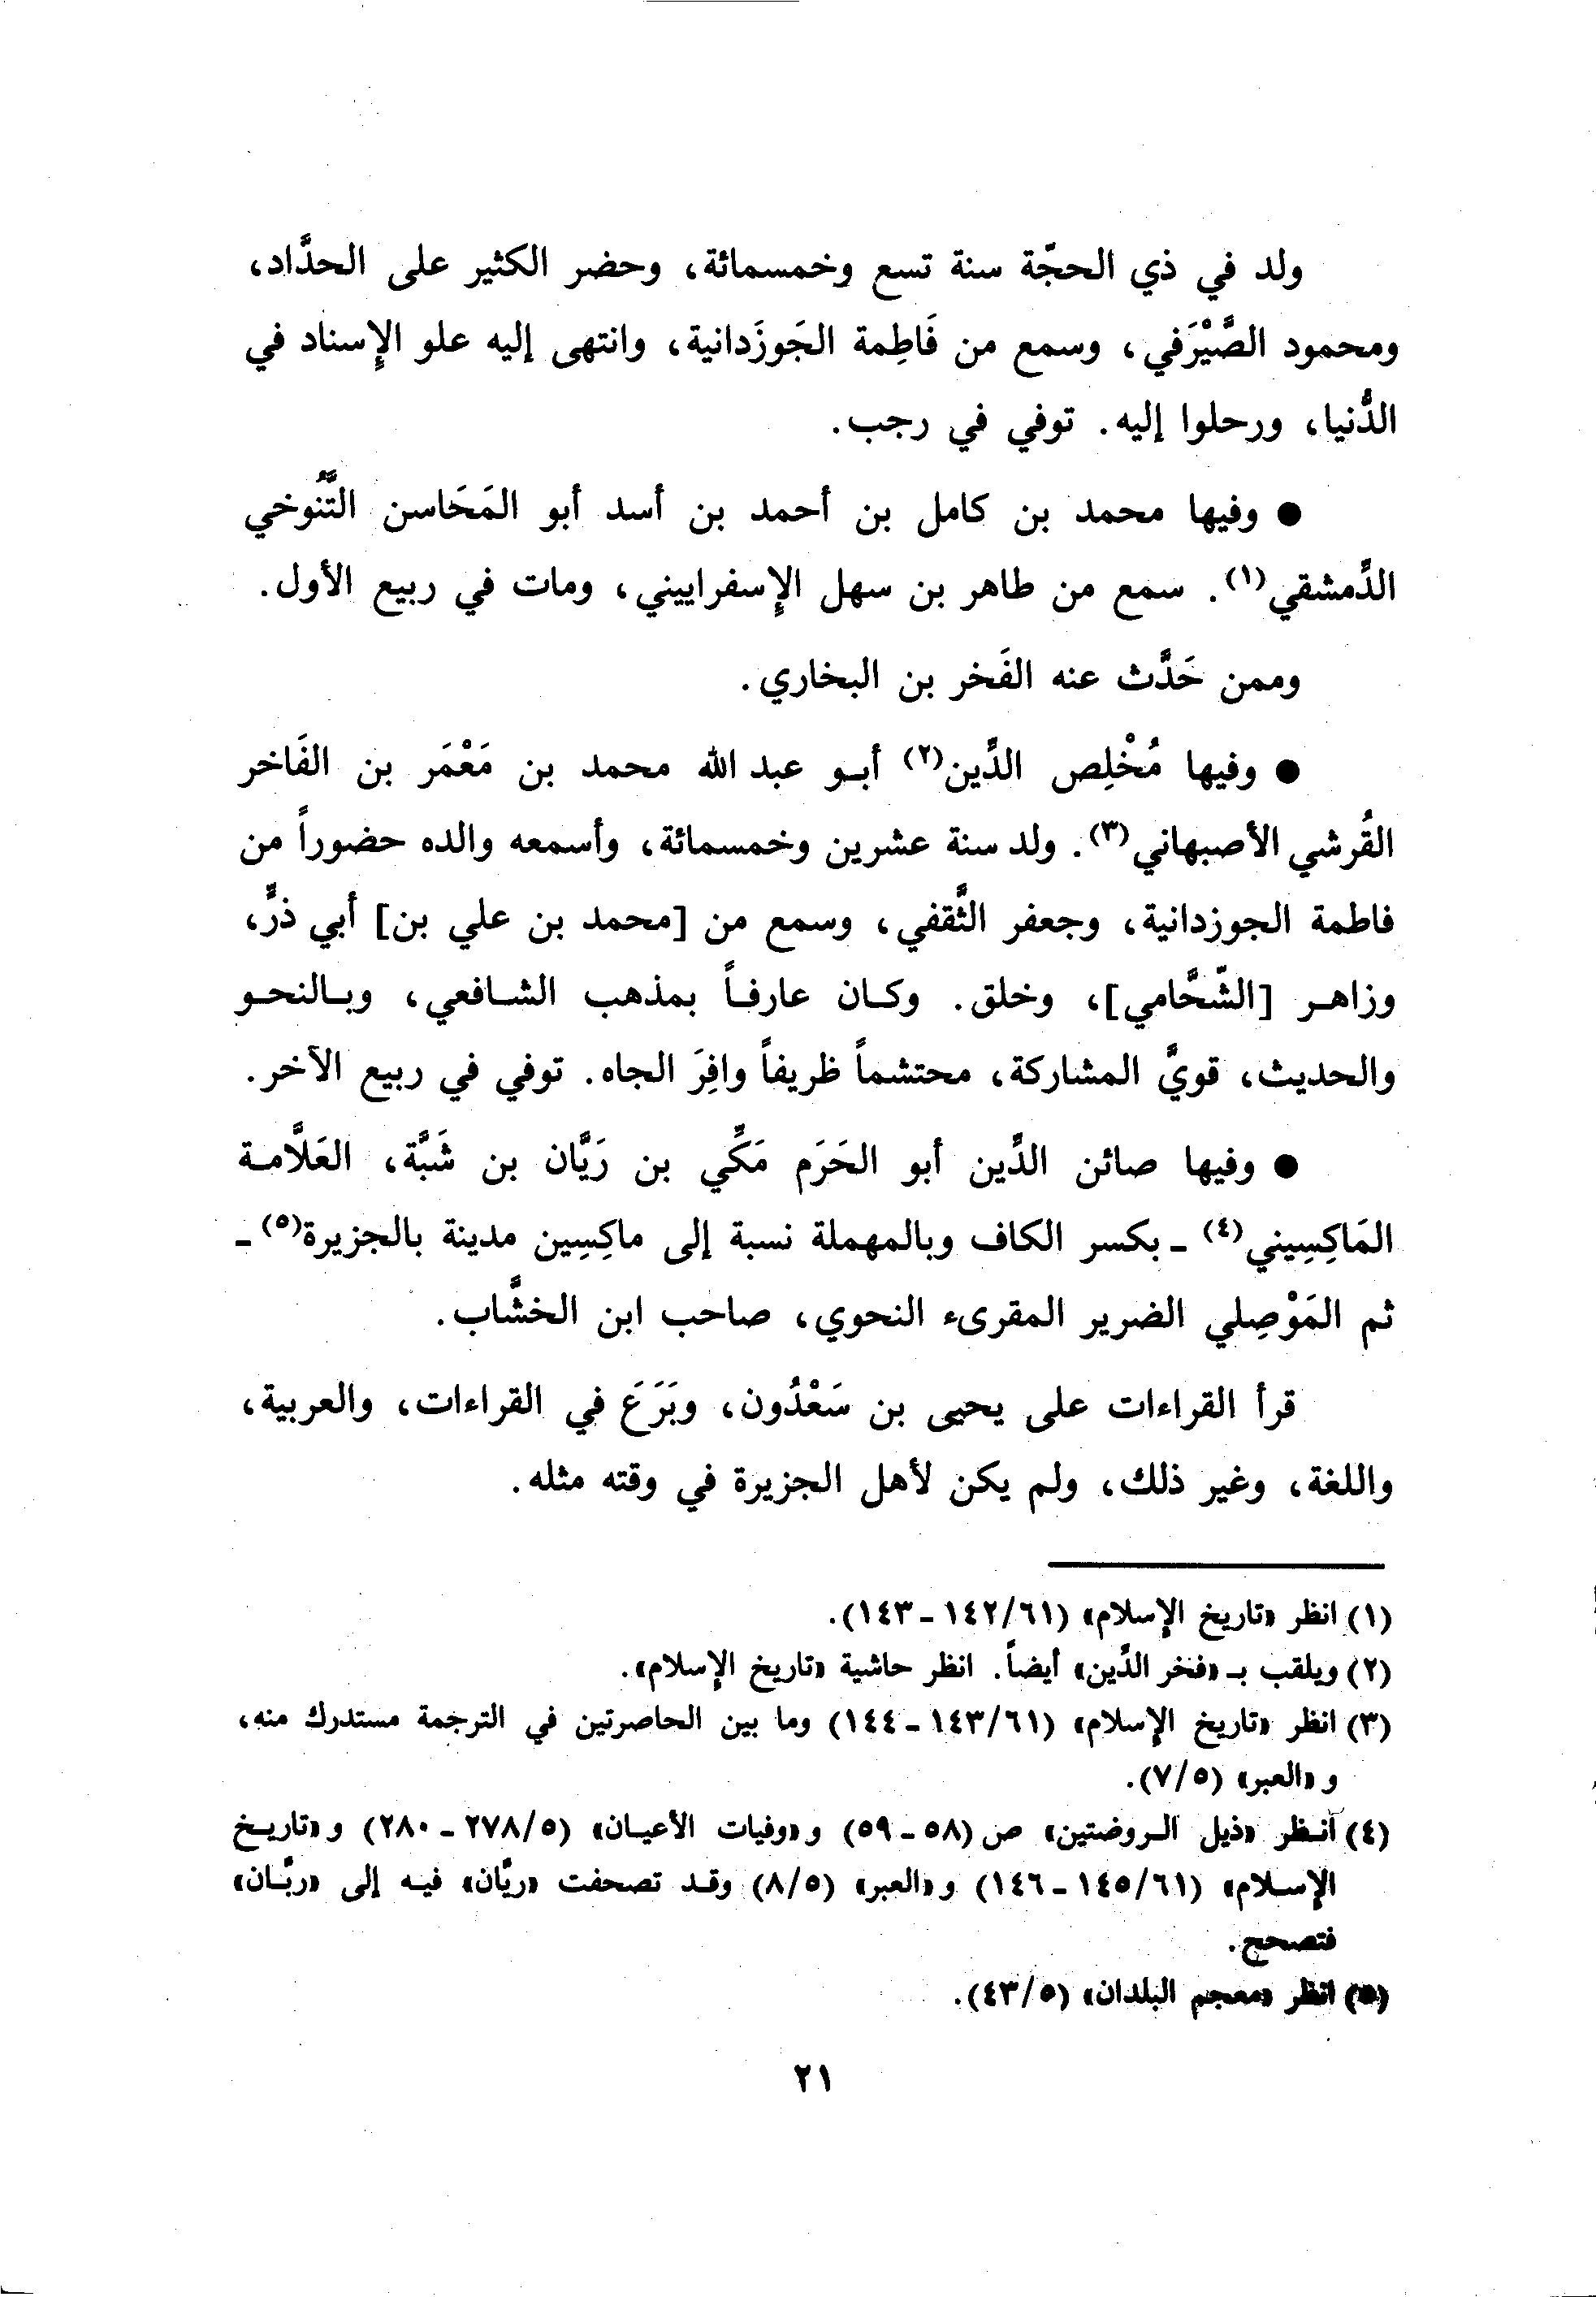 ولد في ذي الحجّة سنة تسع وخمسمائة، وحضر الكثير على الحدَّاد،
ومحمود الصَّيْرَفي، وسمع من فَاطِمة الجَوزَدانية، وانتهى إليه علو الإسناد في
الدُّنيا، ورحلوا إليه. توفي في رجب.
● وفيها محمد بن كامل بن أحمد بن أسد أبو المَحَاسن التَّنُوخي
الدِّمشقي(١). سمع من طاهر بن سهل الإسفراييني، ومات في ربيع الأول.
وممن حَدَّث عنه الفَخر بن البخاري.
● وفيها مُخْلِص الدِّين(٢) أبو عبد الله محمد بن مَعْمَر بن الفَاخر
القُرشي الأصبهاني(٣). ولد سنة عشرين وخمسمائة، وأسمعه والده حضوراً من
فاطمة الجوزدانية، وجعفر الثَّقفي، وسمع من [محمد بن علي بن] أبي ذرٍّ،
وزاهر [الشّحَّامي]، وخلق. وكان عارفاً بمذهب الشافعي، وبالنحو
والحديث، قويَّ المشاركة، محتشماً ظريفاً وافِرَ الجاه. توفي في ربيع الآخر.
● وفيها صائن الدِّين أبو الحَرَم مَكِّي بن رَيَّان بن شَبَّة، العَلَّامة
المَاكِسِيني(٤) - بكسر الكاف وبالمهملة نسبة إلى ماكِسِين مدينة بالجزيرة(٥) -
ثم المَوْصِلي الضرير المقرىء النحوي، صاحب ابن الخشَّاب.
قرأ القراءات على يحيى بن سَعْدُون، وبَرَعَ في القراءات، والعربية،
واللغة، وغير ذلك، ولم يكن لأهل الجزيرة في وقته مثله.
(١) انظر «تاريخ الإسلام» (٦١/ ١٤٢ - ١٤٣).
(٢) ويلقب بـ «فخر الدِّين» أيضاً. انظر حاشية «تاريخ الإسلام».
(٣) انظر «تاريخ الإسلام» (٦١/ ١٤٣ - ١٤٤) وما بين الحاصرتين في الترجمة مستدرك منه،
و «العبر» (٥/ ٧).
(٤) انظر «ذيل الروضتين» ص (٥٨ - ٥٩) و «وفيات الأعيان» (٥/ ٢٧٨ - ٢٨٠) و «تاريخ
الإسلام» (٦١/ ١٤٥ - ١٤٦) و «العبر» (٥/ ٨) وقد تصحفت «ريَّان» فيه إلى «ربَّان»
فتصحح.
(٥) انظر «معجم البلدان» (٥/ ٤٣).
٢١